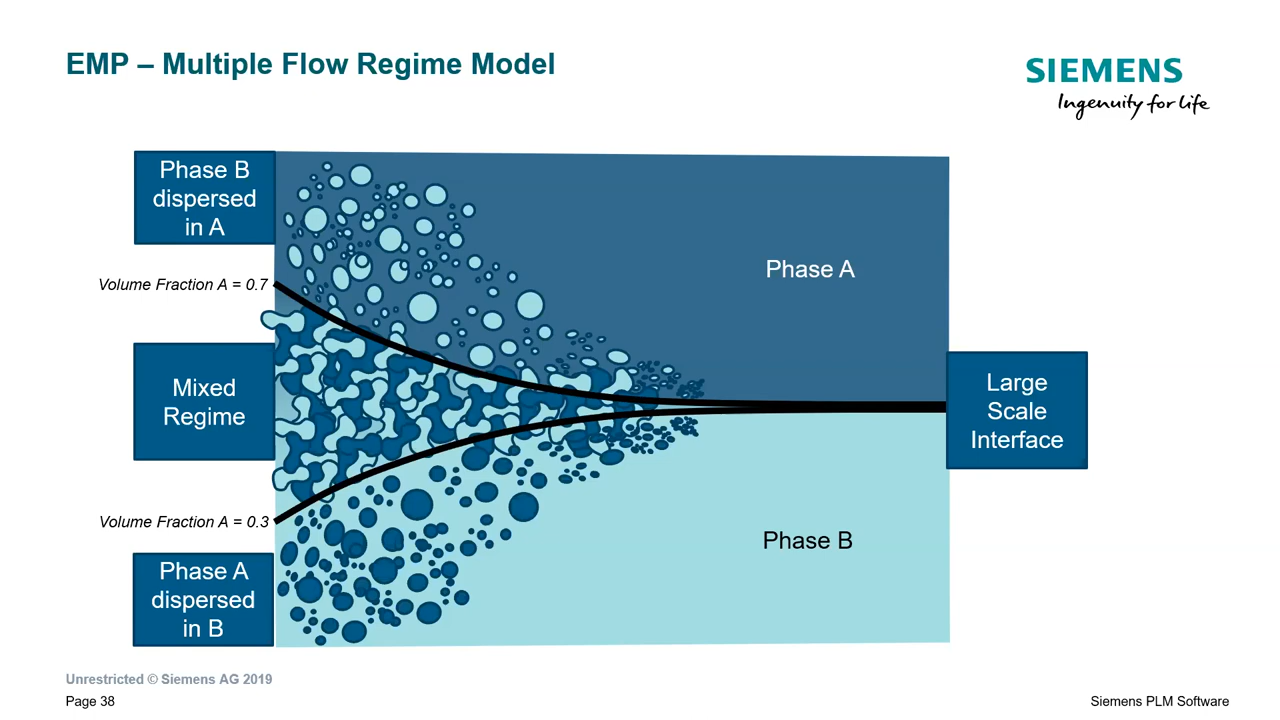 EMP – Multiple Flow Regime Model
SIEMENS
Ingenuity for life
Phase B
dispersed
in A
Volume Fraction A = 0.7
Phase A
Mixed
Regime
Large
Scale
Interface
Volume Fraction A = 0.3
Phase B
Phase A
dispersed
in B
Unrestricted © Siemens AG 2019
Page 38
Siemens PLM Software